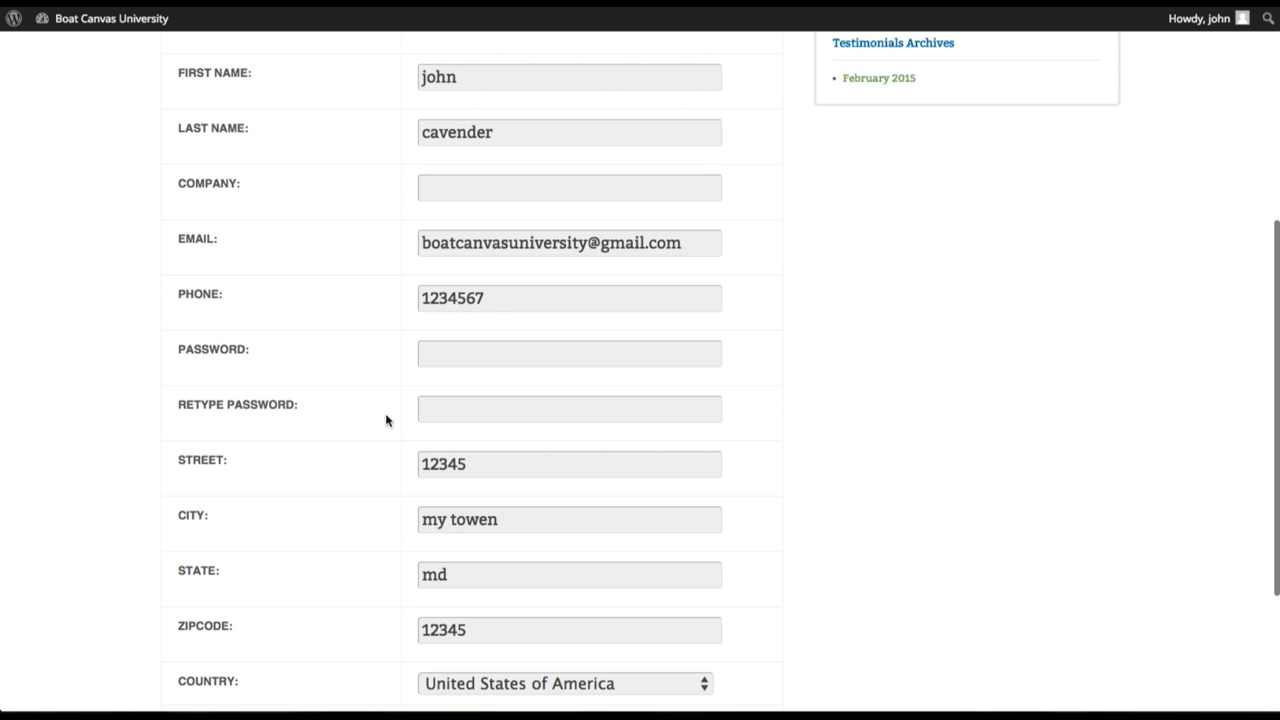 Boat Canvas University
Howdy, john
Testimonials Archives
• February 2015
FIRST NAME: john
LAST NAME: cavender
COMPANY:
EMAIL: boatcanvasuniversity@gmail.com
PHONE: 1234567
PASSWORD:
RETYPE PASSWORD:
STREET: 12345
CITY: my towen
STATE: md
ZIPCODE: 12345
COUNTRY: United States of America